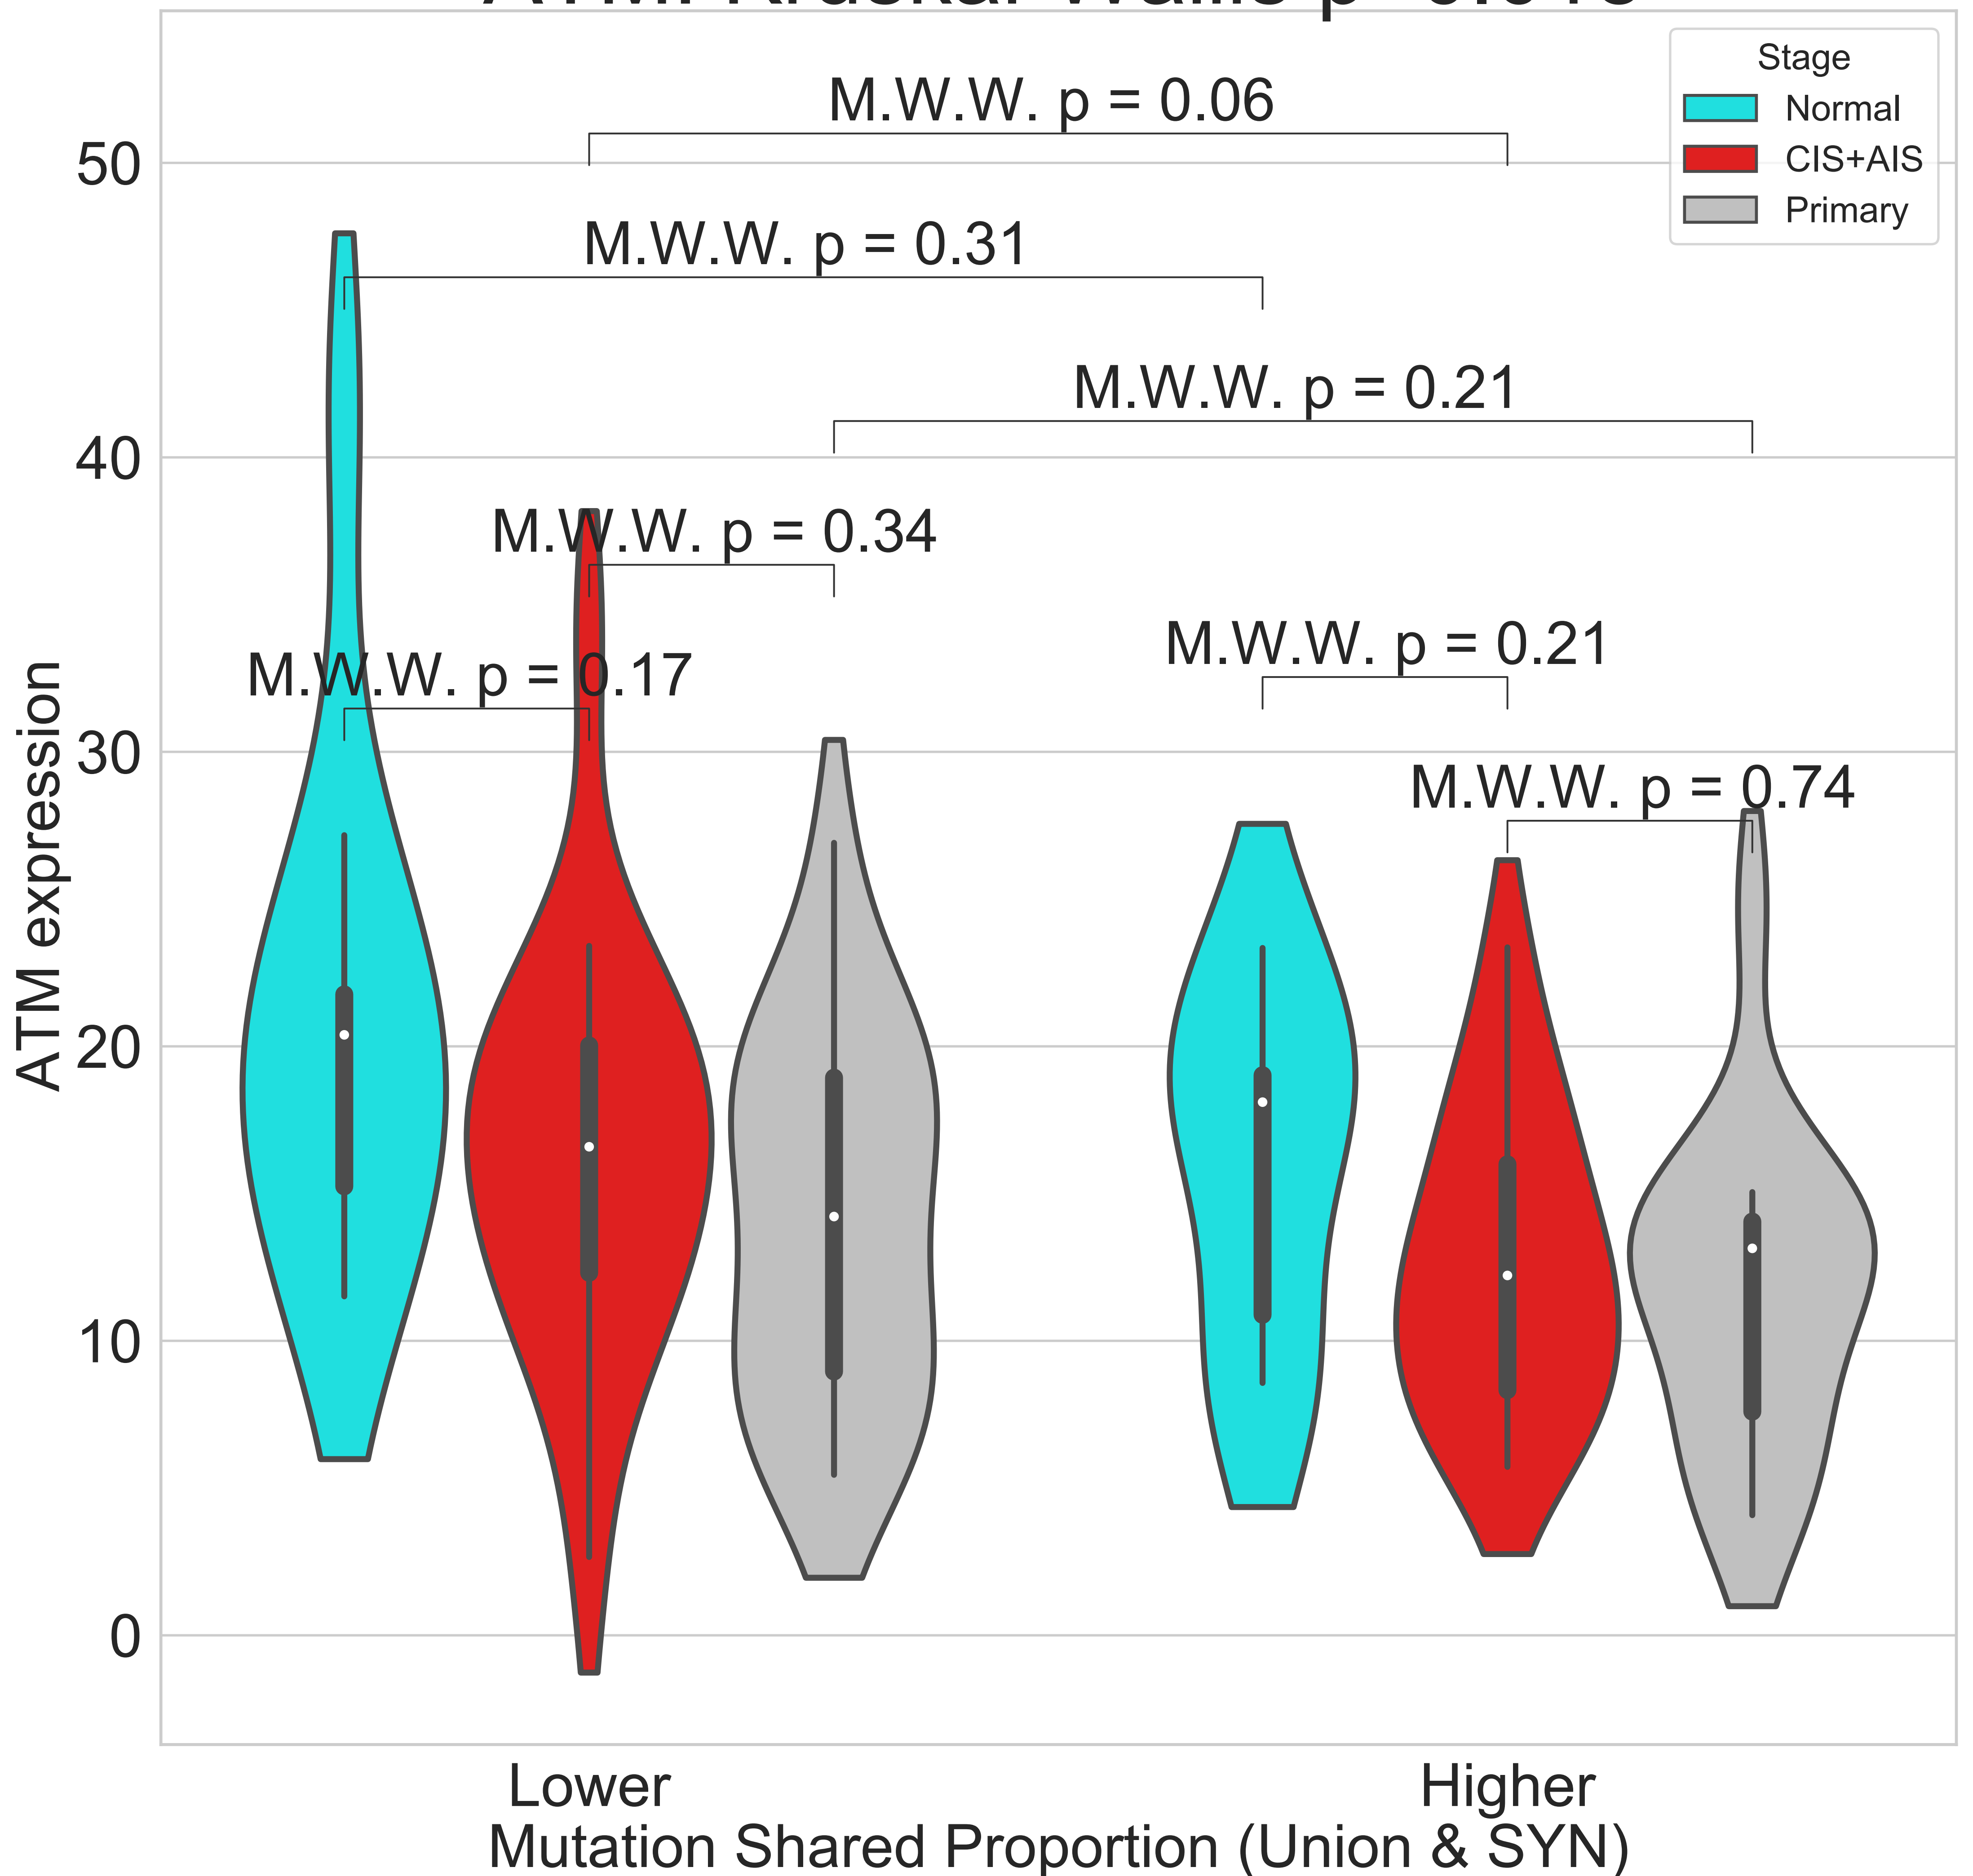 Stage
Normal
CIS+AIS
Primary
M.W.W. p = 0.06
M.W.W. p = 0.31
M.W.W. p = 0.21
M.W.W. p = 0.34
M.W.W. p = 0.21
M.W.W. p = 0.17
M.W.W. p = 0.74
ATM expression
50
40
30
20
10
0
Lower
Higher
Mutation Shared Proportion (Union & SYN)